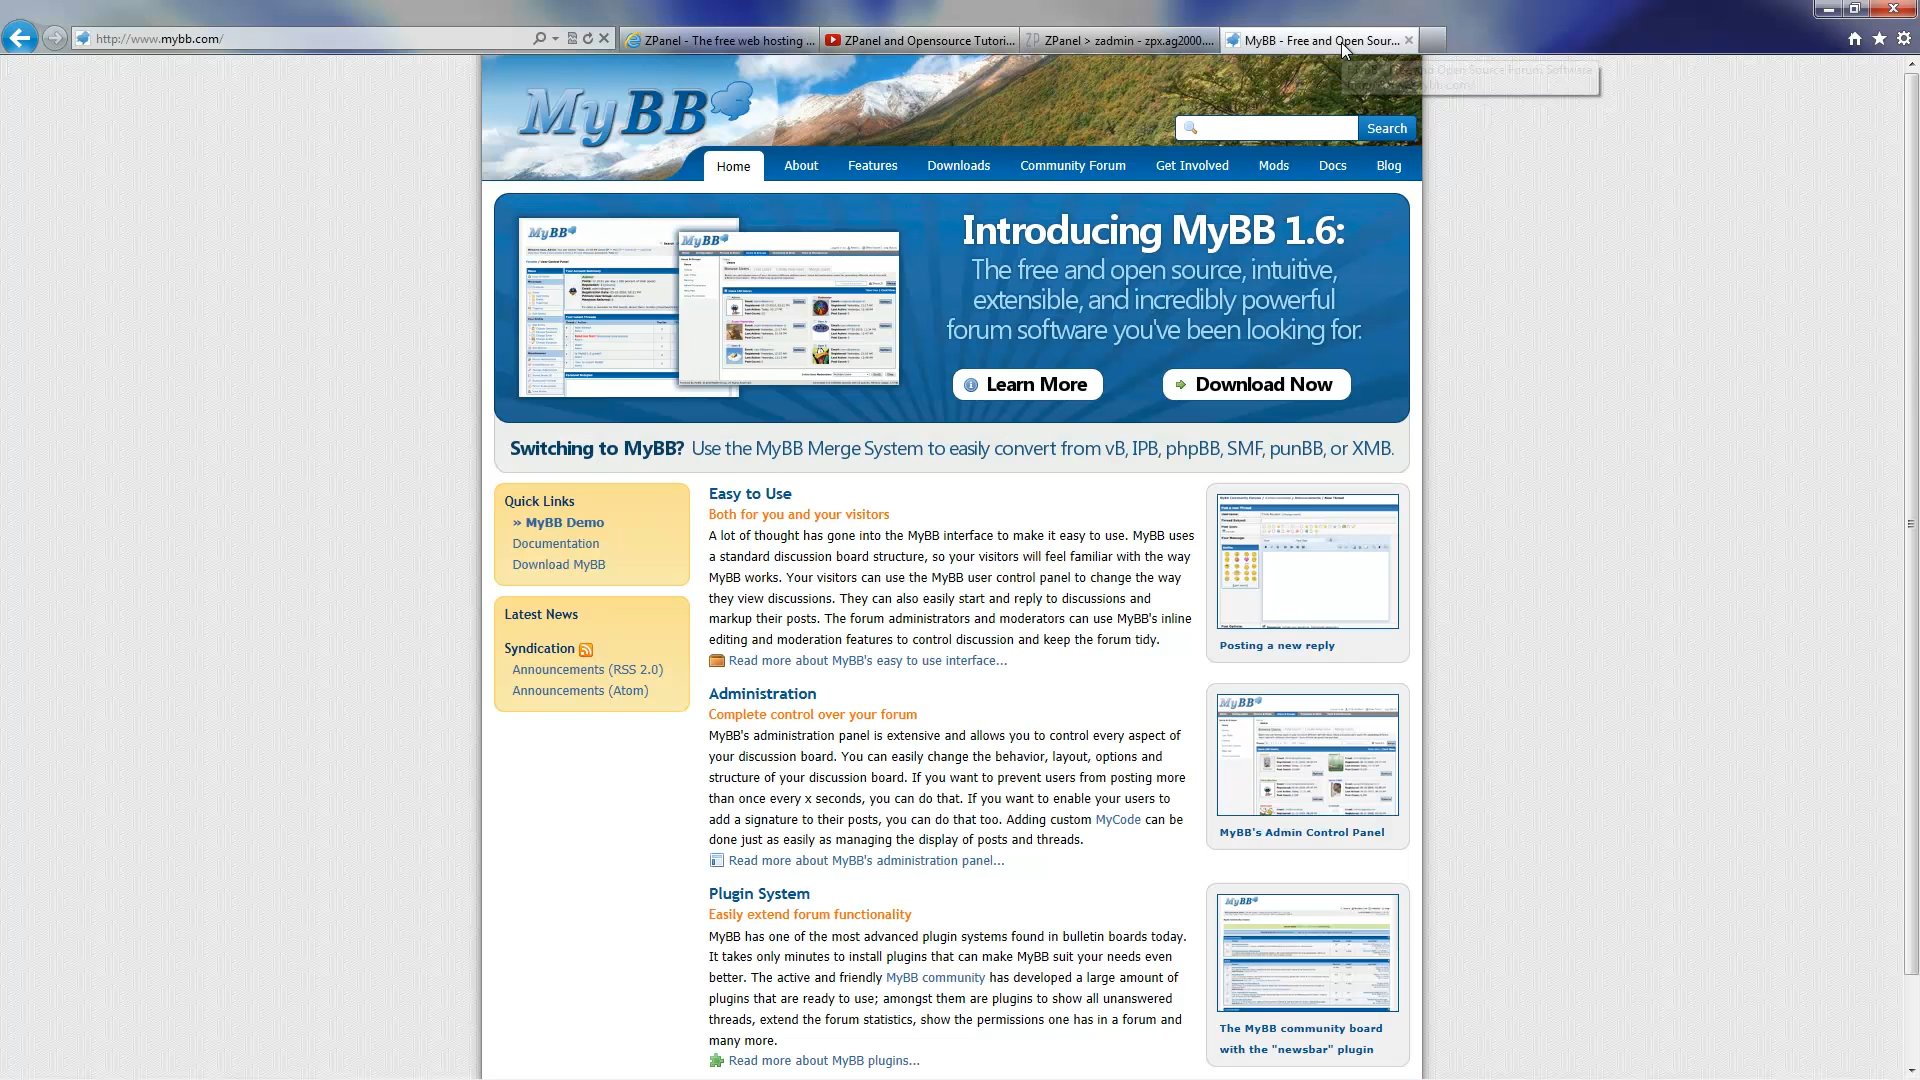 http://www.mybb.com/
ZPanel - The free web hosting ...
ZPanel and Opensource Tutori...
ZPanel > zadmin - zpx.ag2000....
MyBB - Free and Open Sour...
MyBB
Search
Home
About
Features
Downloads
Community Forum
Get Involved
Mods
Docs
Blog
Introducing MyBB 1.6:
The free and open source, intuitive,
extensible, and incredibly powerful
forum software you've been looking for.
Learn More
Download Now
Switching to MyBB? Use the MyBB Merge System to easily convert from vB, IPB, phpBB, SMF, punBB, or XMB.
Quick Links
» MyBB Demo
Documentation
Download MyBB
Latest News
Syndication
Announcements (RSS 2.0)
Announcements (Atom)
Easy to Use
Both for you and your visitors
A lot of thought has gone into the MyBB interface to make it easy to use. MyBB uses
a standard discussion board structure, so your visitors will feel familiar with the way
MyBB works. Your visitors can use the MyBB user control panel to change the way
they view discussions. They can also easily start and reply to discussions and
markup their posts. The forum administrators and moderators can use MyBB's inline
editing and moderation features to control discussion and keep the forum tidy.
Read more about MyBB's easy to use interface...
Posting a new reply
Administration
Complete control over your forum
MyBB's administration panel is extensive and allows you to control every aspect of
your discussion board. You can easily change the behavior, layout, options and
structure of your discussion board. If you want to prevent users from posting more
than once every x seconds, you can do that. If you want to enable your users to
add a signature to their posts, you can do that too. Adding custom MyCode can be
done just as easily as managing the display of posts and threads.
Read more about MyBB's administration panel...
MyBB's Admin Control Panel
Plugin System
Easily extend forum functionality
MyBB has one of the most advanced plugin systems found in bulletin boards today.
It takes only minutes to install plugins that can make MyBB suit your needs even
better. The active and friendly MyBB community has developed a large amount of
plugins that are ready to use; amongst them are plugins to show all unanswered
threads, extend the forum statistics, show the permissions one has in a forum and
many more.
Read more about MyBB plugins...
The MyBB community board
with the "newsbar" plugin